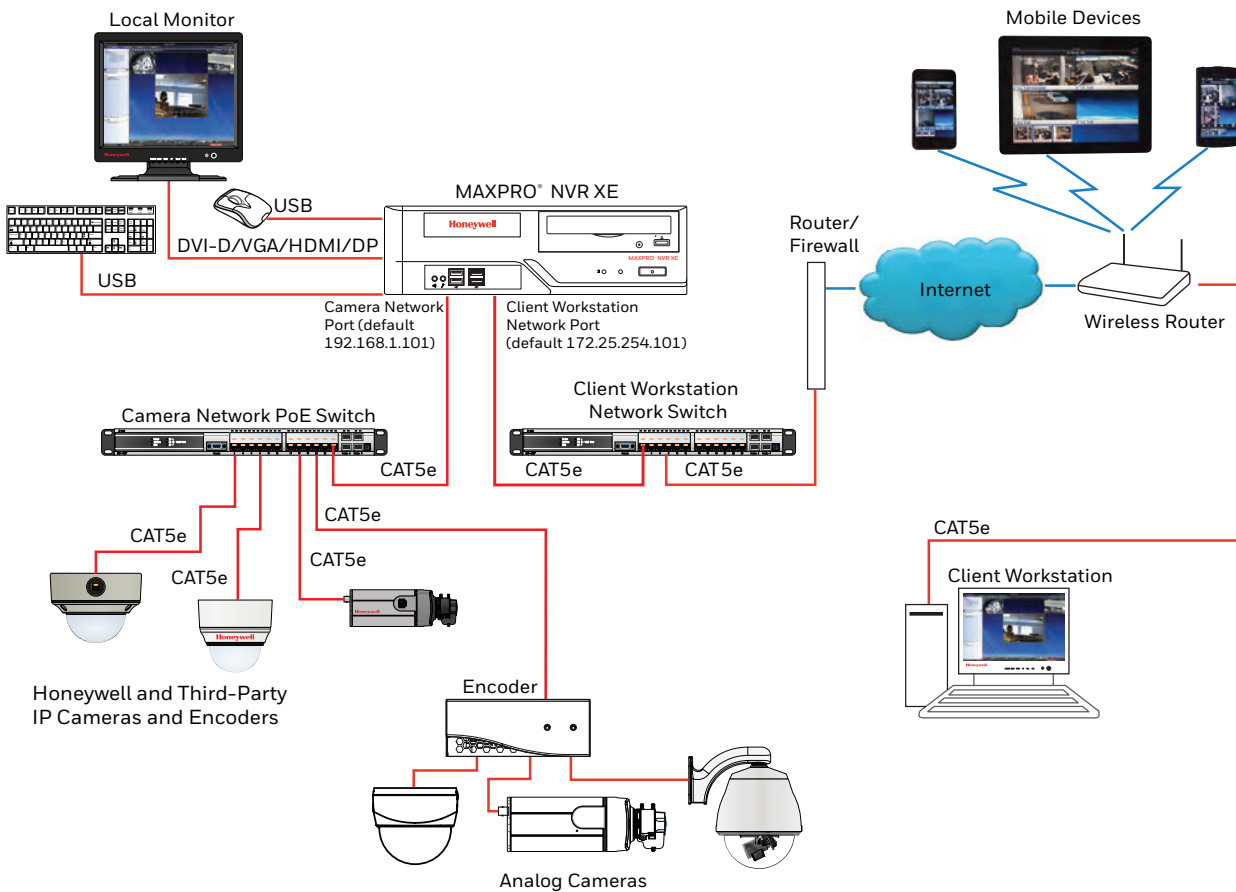 Local Monitor
Mobile Devices
Honeywell
USB
MAXPRO® NVR XE
Honeywell
MAXPRO® NVR XE
DVI-D/VGA/HDMI/DP
USB
Router/
Firewall
Internet
Wireless Router
Camera Network
Port (default
192.168.1.101)
Client Workstation
Network Port
(default 172.25.254.101)
Camera Network PoE Switch
Client Workstation
Network Switch
CAT5e
CAT5e
CAT5e
CAT5e
CAT5e
CAT5e
CAT5e
CAT5e
Client Workstation
Honeywell
Honeywell
Honeywell
Honeywell and Third-Party
IP Cameras and Encoders
Encoder
Analog Cameras